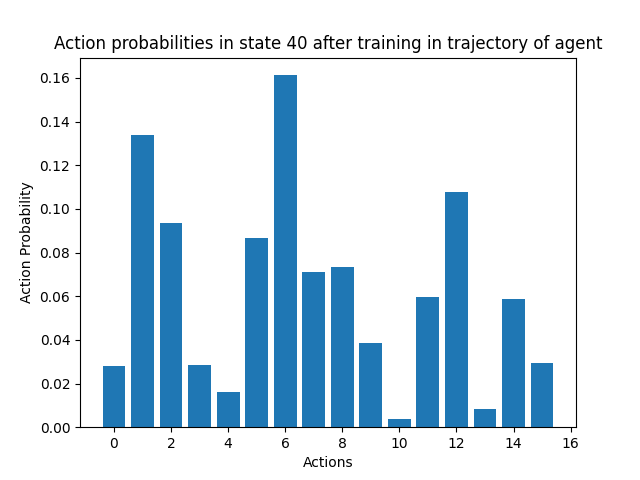 Action probabilities in state 40 after training in trajectory of agent
0.16
0.14
0.12
0.10
0.08
0.06
0.04
0.02
0.00
Action Probability
0 2 4 6 8 10 12 14 16
Actions